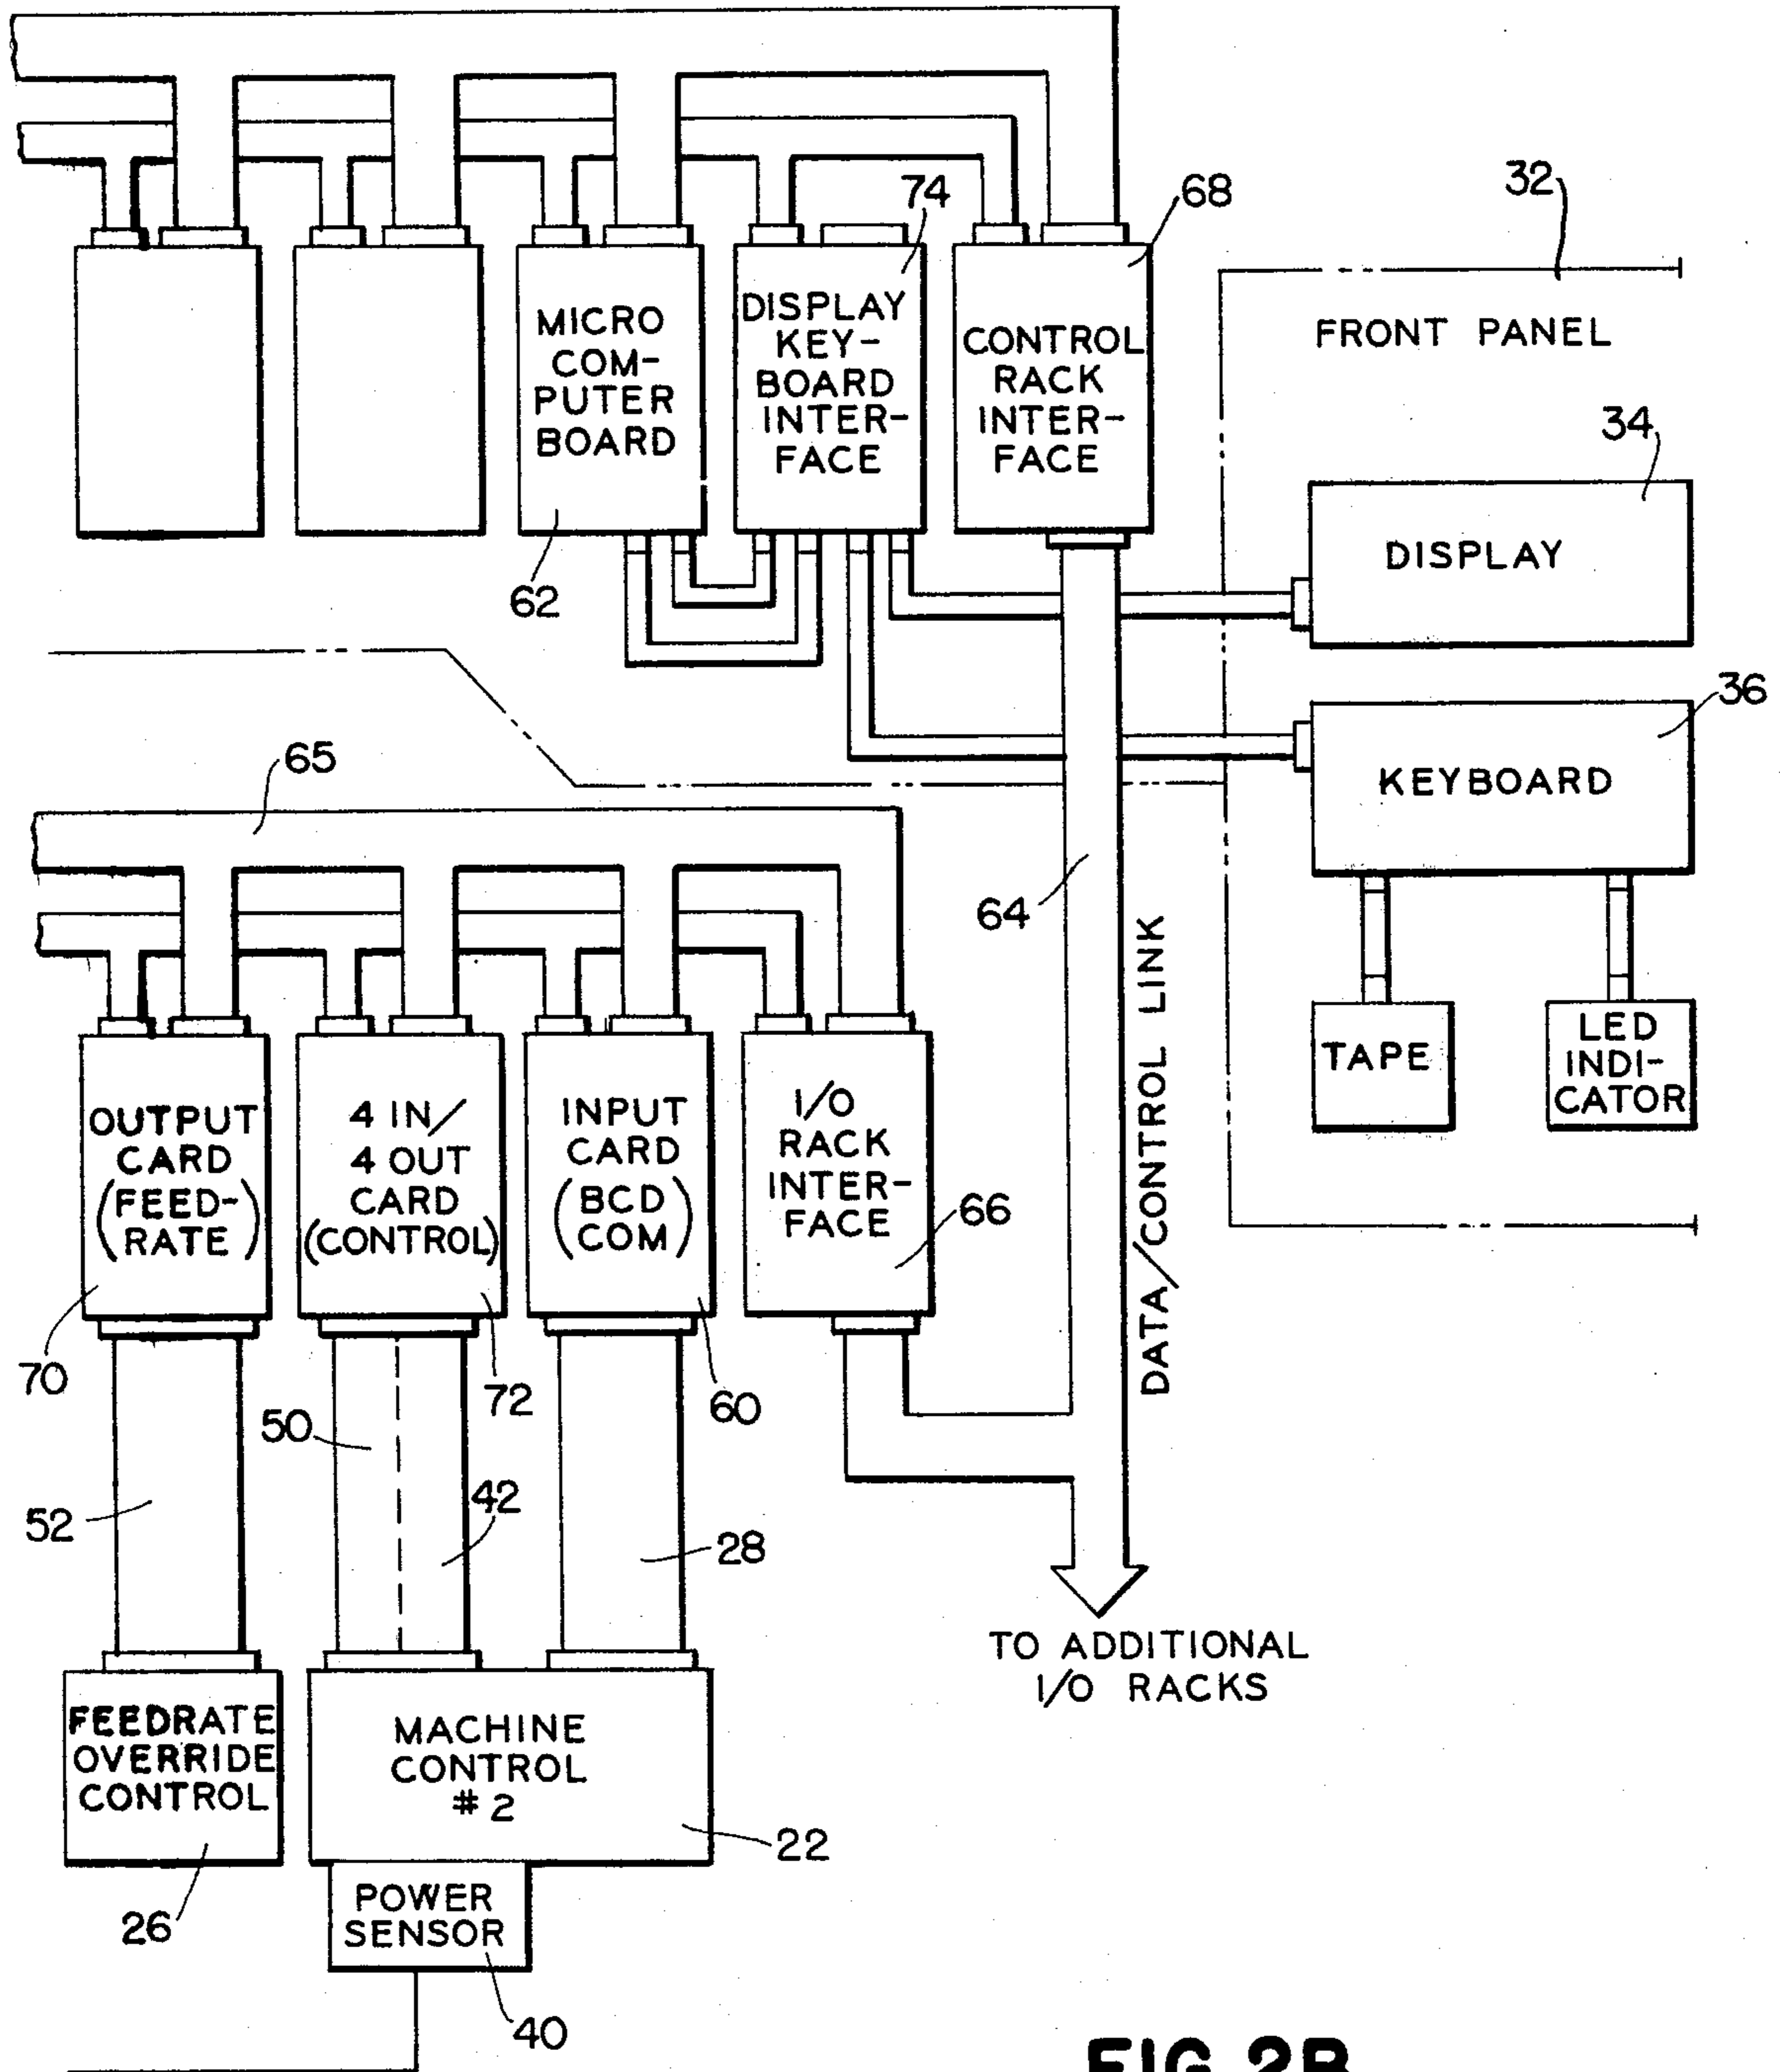 74
68
32
MICRO
COM-
PUTER
BOARD
DISPLAY
KEY-
BOARD
INTER-
FACE
CONTROL
RACK
INTER-
FACE
FRONT PANEL
34
DISPLAY
62
36
KEYBOARD
65
64
DATA/CONTROL LINK
TAPE
LED
INDI-
CATOR
OUTPUT
CARD
(FEED-
RATE)
4 IN/
4 OUT
CARD
(CONTROL)
INPUT
CARD
(BCD
COM)
I/O
RACK
INTER-
FACE
66
70
72
60
50
42
52
28
TO ADDITIONAL
I/O RACKS
FEEDRATE
OVERRIDE
CONTROL
MACHINE
CONTROL
#2
22
26
POWER
SENSOR
40
FIG. 2B